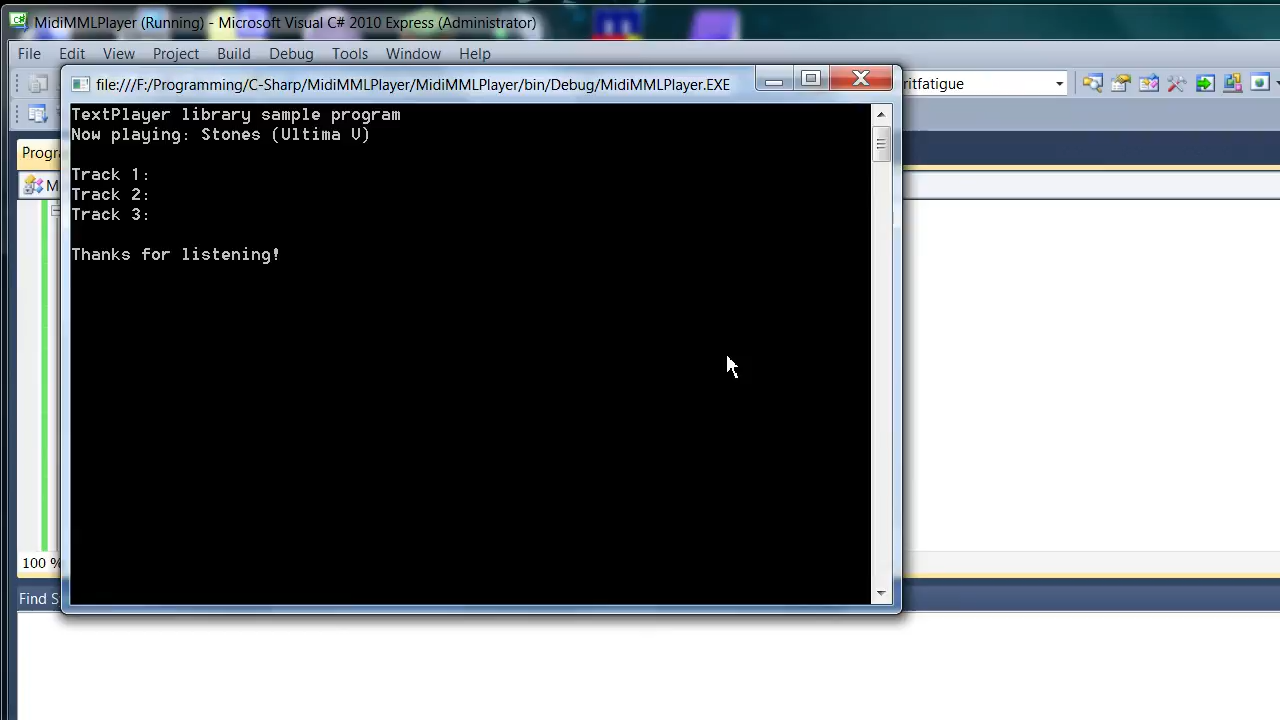 MidiMMLPlayer (Running) - Microsoft Visual C# 2010 Express (Administrator)
File Edit View Project Build Debug Tools Window Help
file:///F:/Programming/C-Sharp/MidiMMLPlayer/MidiMMLPlayer/bin/Debug/MidiMMLPlayer.EXE
ritfatigue
TextPlayer library sample program
Now playing: Stones (Ultima V)
Track 1:
Track 2:
Track 3:
Thanks for listening!
Progr
M
100 %
Find S